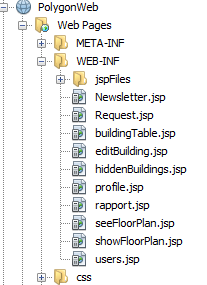 PolygonWeb
Web Pages
META-INF
WEB-INF
jspFiles
Newsletter.jsp
Request.jsp
buildingTable.jsp
editBuilding.jsp
hiddenBuildings.jsp
profile.jsp
rapport.jsp
seeFloorPlan.jsp
showFloorPlan.jsp
users.jsp
css